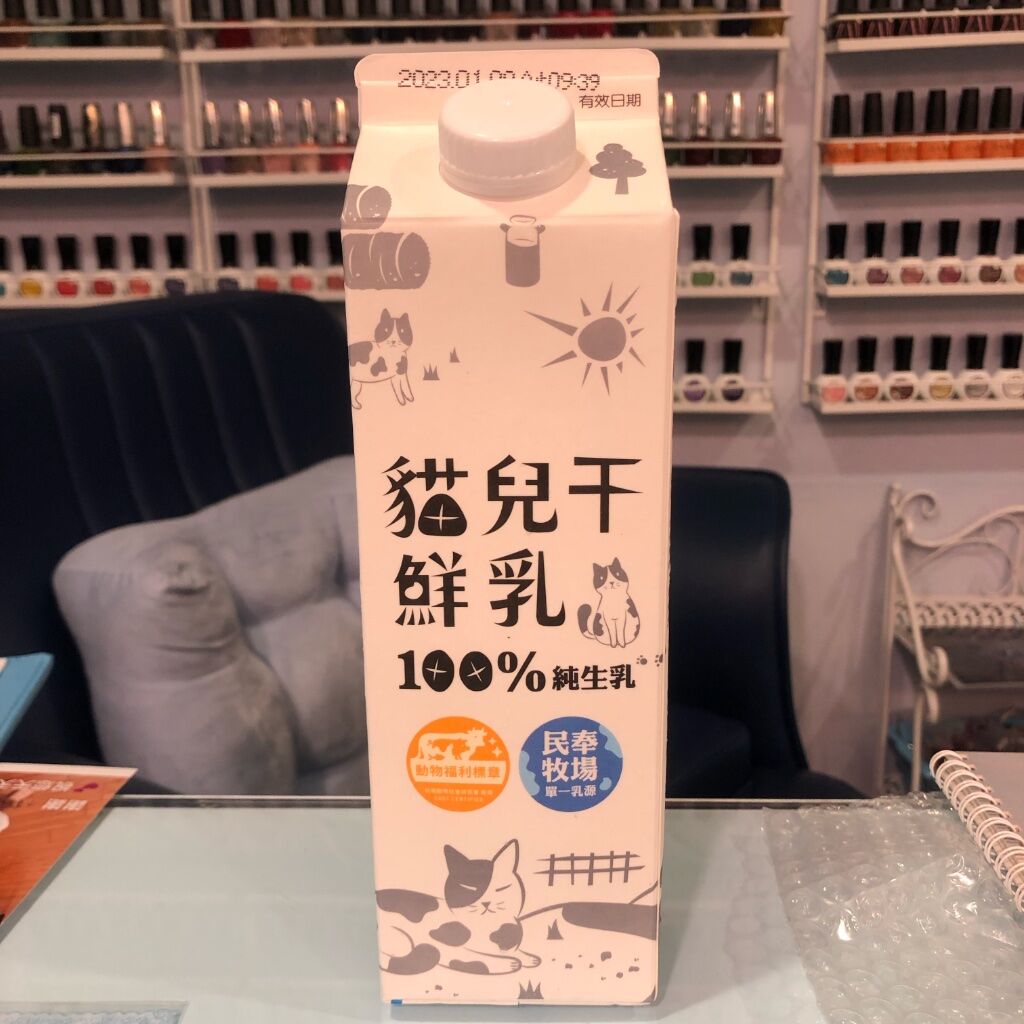 有效日期
貓兒干
鮮乳
100% 純生乳
動物福利標章
民奉
牧場
單一乳源